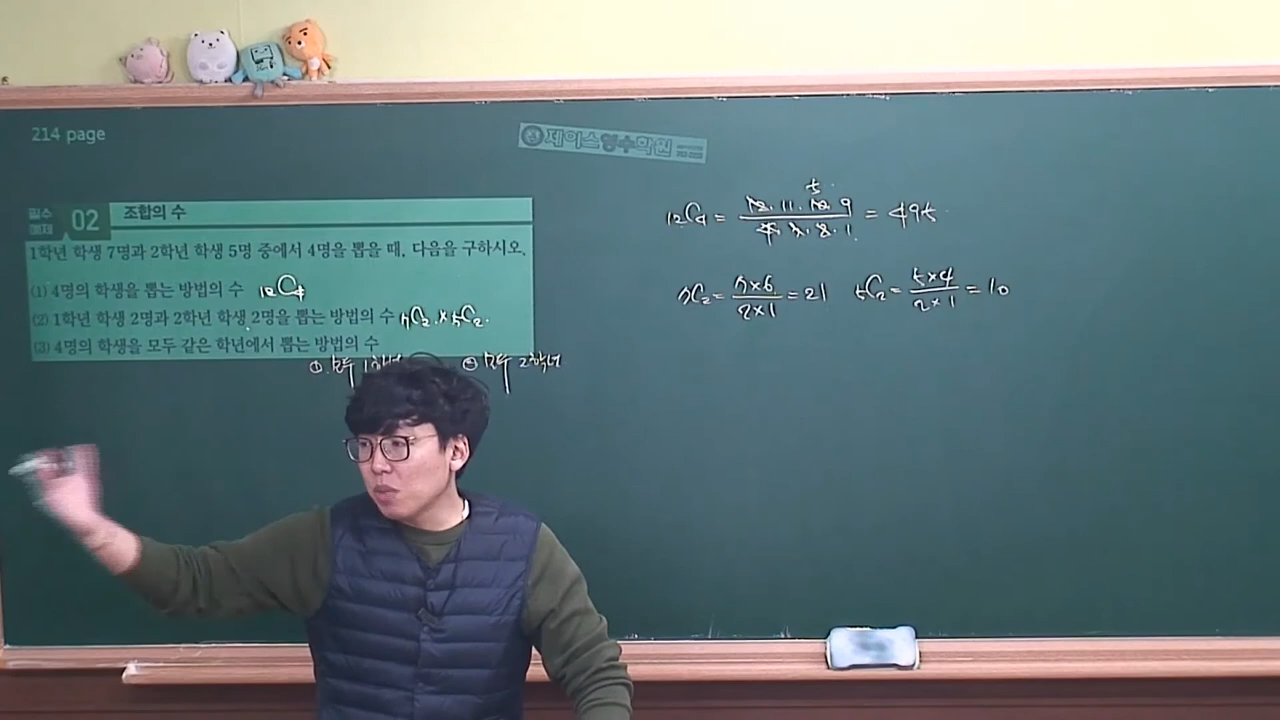 214 page
제이스영수학원
필수
예제 02 조합의 수
1학년 학생 7명과 2학년 학생 5명 중에서 4명을 뽑을 때, 다음을 구하시오.
(1) 4명의 학생을 뽑는 방법의 수 12C4
(2) 1학년 학생 2명과 2학년 학생 2명을 뽑는 방법의 수 7C2 × 5C2
(3) 4명의 학생을 모두 같은 학년에서 뽑는 방법의 수
① 모두 1학년 ② 모두 2학년
5
12C4 = 12·11·10·9 / 4·3·2·1 = 495
7C2 = 7×6 / 2×1 = 21 5C2 = 5×4 / 2×1 = 10